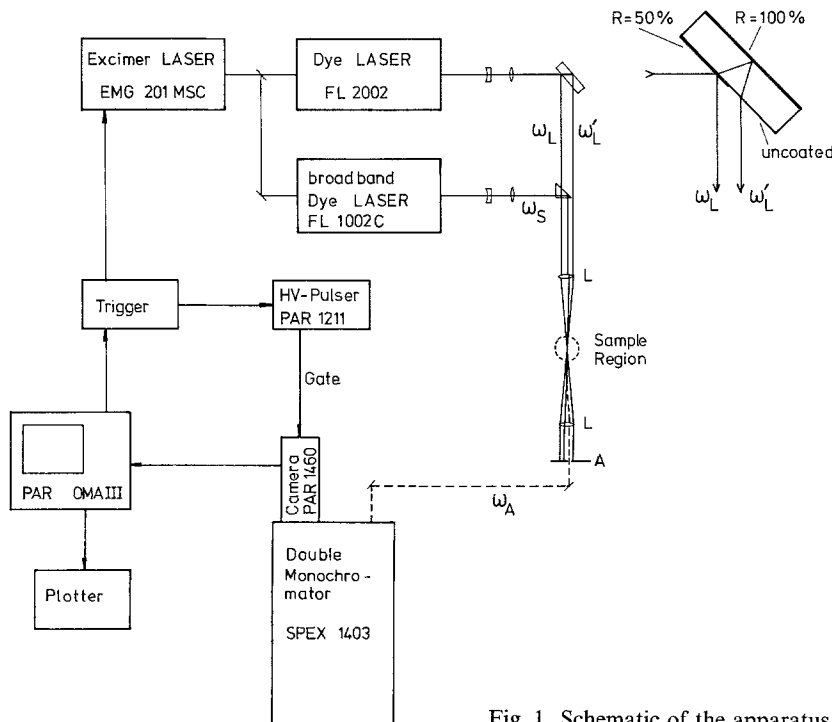 Excimer LASER
EMG 201 MSC
Dye LASER
FL 2002
broad band
Dye LASER
FL 1002C
R=50%
R=100%
uncoated
ω_L
ω'_L
ω_L
ω'_L
ω_S
L
Sample
Region
L
A
ω_A
Trigger
HV-Pulser
PAR 1211
Gate
Camera
PAR 1460
PAR OMAIII
Plotter
Double
Monochro-
mator
SPEX 1403
Fig. 1. Schematic of the apparatus